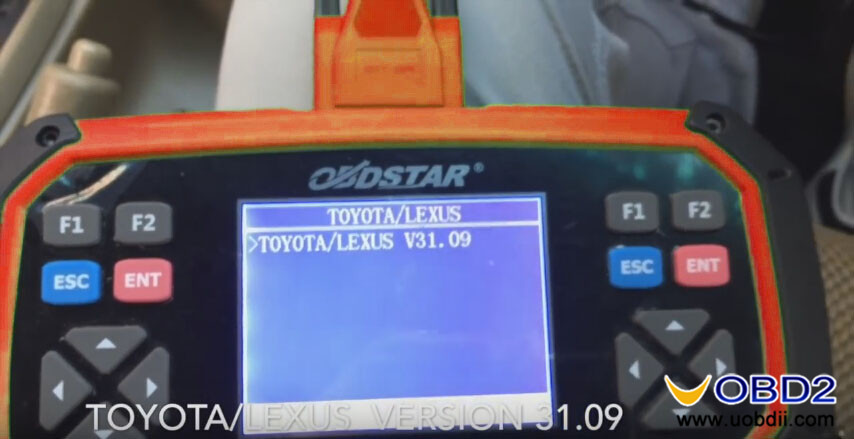 OBDSTAR®
F1 F2
F1 F2
TOYOTA/LEXUS
>TOYOTA/LEXUS V31.09
ESC ENT
ESC ENT
TOYOTA/LEXUS VERSION 31.09
UOBD2
www.uobdii.com